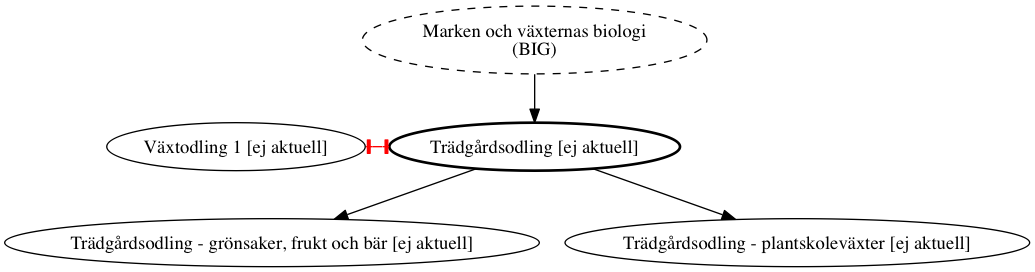 Marken och växternas biologi
(BIG)
Växtodling 1 [ej aktuell]
Trädgårdsodling [ej aktuell]
Trädgårdsodling - grönsaker, frukt och bär [ej aktuell]
Trädgårdsodling - plantskoleväxter [ej aktuell]